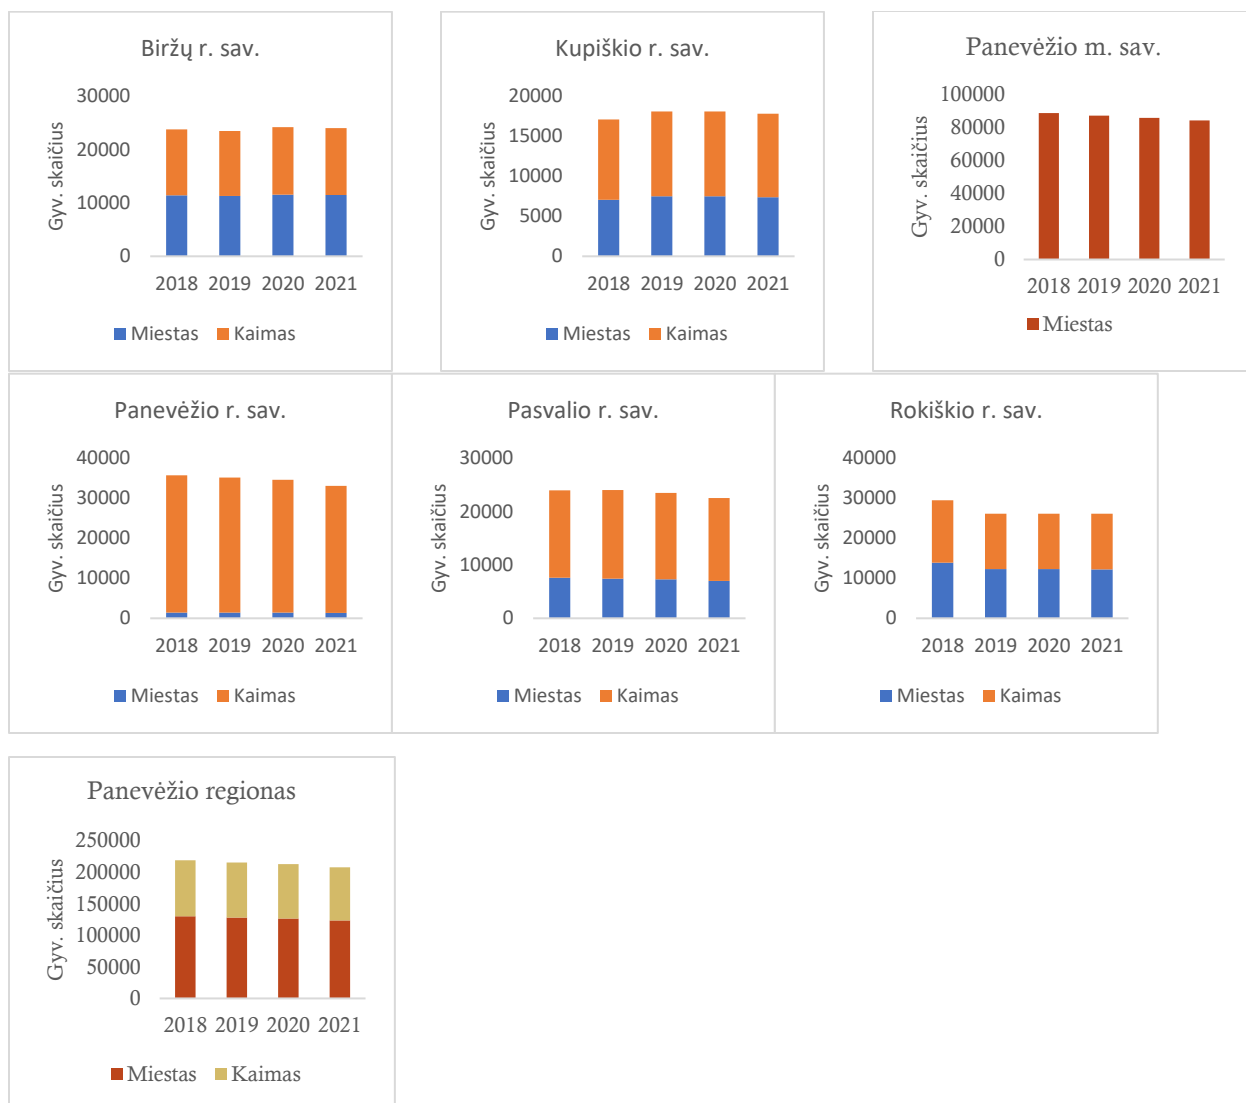 Biržų r. sav.
Gyv. skaičius
30000
20000
10000
0
2018 2019 2020 2021
Miestas Kaimas
Kupiškio r. sav.
Gyv. skaičius
20000
15000
10000
5000
0
2018 2019 2020 2021
Miestas Kaimas
Panevėžio m. sav.
Gyv. skaičius
100000
80000
60000
40000
20000
0
2018 2019 2020 2021
Miestas
Panevėžio r. sav.
Gyv. skaičius
40000
30000
20000
10000
0
2018 2019 2020 2021
Miestas Kaimas
Pasvalio r. sav.
Gyv. skaičius
30000
20000
10000
0
2018 2019 2020 2021
Miestas Kaimas
Rokiškio r. sav.
Gyv. skaičius
40000
30000
20000
10000
0
2018 2019 2020 2021
Miestas Kaimas
Panevėžio regionas
Gyv. skaičius
250000
200000
150000
100000
50000
0
2018 2019 2020 2021
Miestas Kaimas